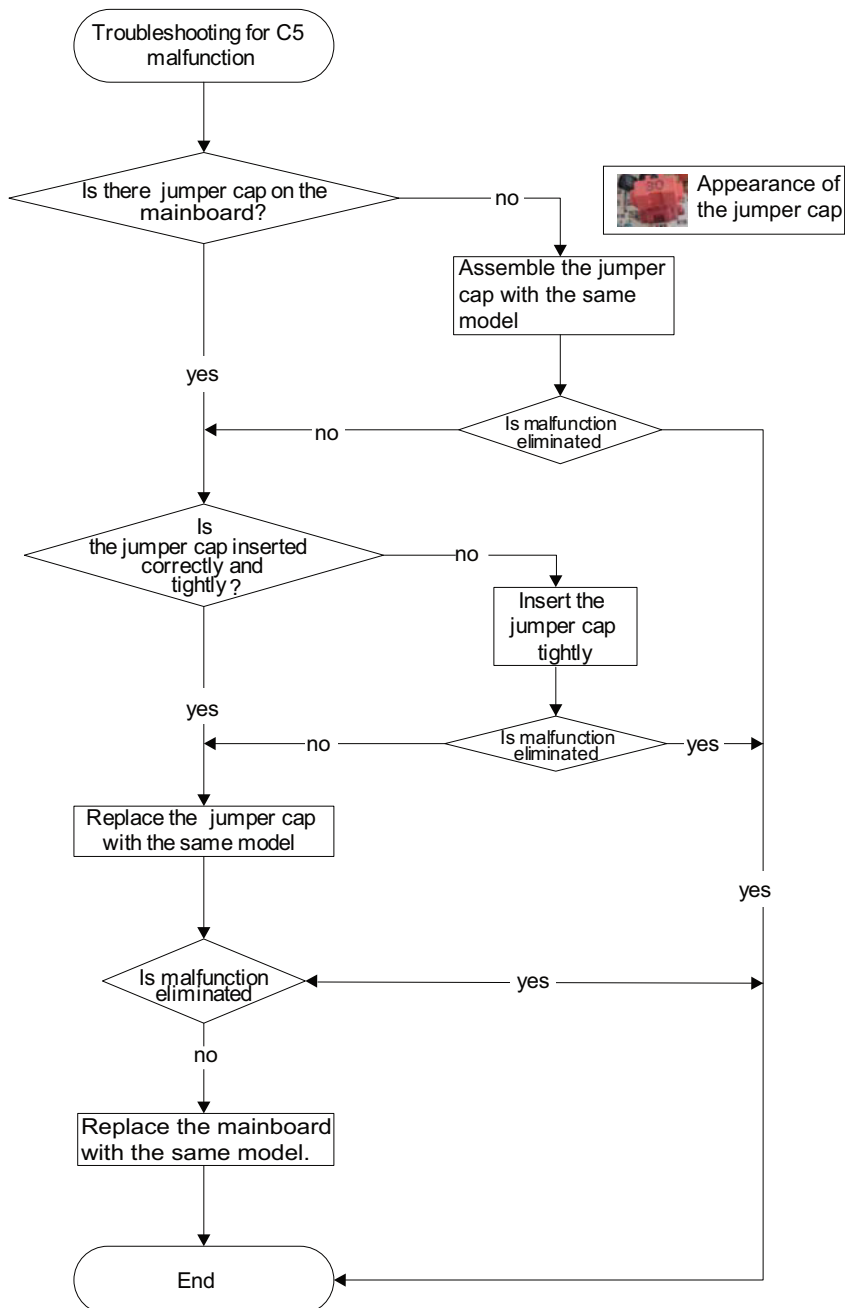 Troubleshooting for C5
malfunction
Is there jumper cap on the
mainboard?
no
Appearance of
the jumper cap
Assemble the jumper
cap with the same
model
yes
Is malfunction
eliminated
no
Is
the jumper cap inserted
correctly and
tightly?
no
Insert the
jumper cap
tightly
yes
Is malfunction
eliminated
no
yes
Replace the jumper cap
with the same model
yes
Is malfunction
eliminated
yes
no
Replace the mainboard
with the same model.
End